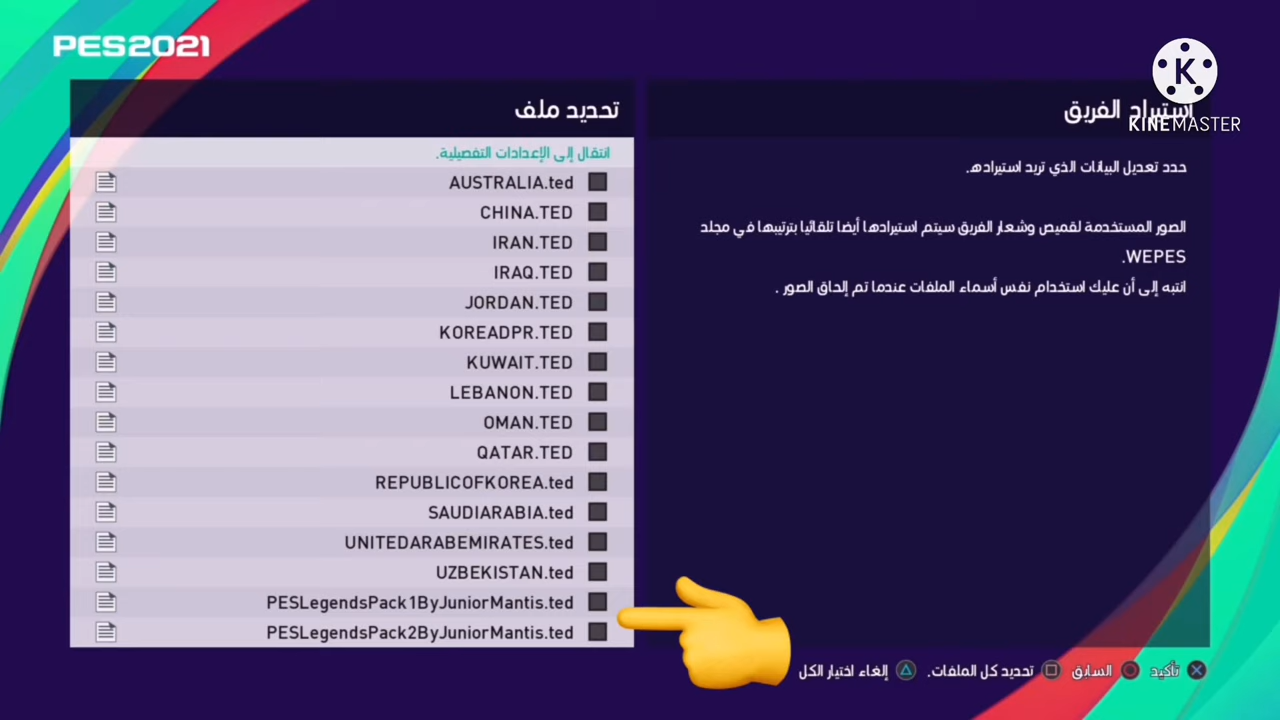 PES2021
K
KINEMASTER
استيراد الفريق
حدد تعديل البيانات الذي تريد استيرادها.
الصور المستخدمة لقميص وشعار الفريق سيتم استيرادها أيضا تلقائيا بترتيبها في مجلد
WEPES.
انتبه إلى أن عليك استخدام نفس أسماء الملفات عندما تم إلحاق الصور .
تحديد ملف
انتقال إلى الإعدادات التفصيلية.
AUSTRALIA.ted
CHINA.TED
IRAN.TED
IRAQ.TED
JORDAN.TED
KOREADPR.TED
KUWAIT.TED
LEBANON.TED
OMAN.TED
QATAR.TED
REPUBLICOFKOREA.ted
SAUDIARABIA.ted
UNITEDARABEMIRATES.ted
UZBEKISTAN.ted
PESLegendsPack1ByJuniorMantis.ted
PESLegendsPack2ByJuniorMantis.ted
تأكيد السابق تحديد كل الملفات. إلغاء اختيار الكل